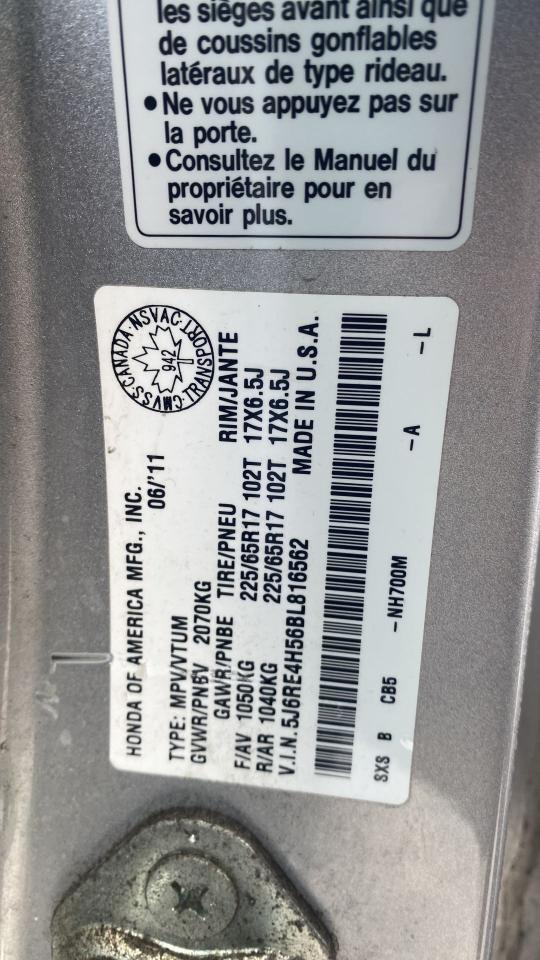 les sièges avant ainsi que
de coussins gonflables
latéraux de type rideau.
• Ne vous appuyez pas sur
la porte.
• Consultez le Manuel du
propriétaire pour en
savoir plus.
HONDA OF AMERICA MFG., INC.
06/'11
CMVSS·CANADA·NSVAC·TRANSPORT·
942
TYPE: MPV/VTUM
GVWR/PNBV 2070KG
GAWR/PNBE TIRE/PNEU RIM/JANTE
F/AV 1050KG 225/65R17 102T 17X6.5J
R/AR 1040KG 225/65R17 102T 17X6.5J
V.I.N.5J6RE4H56BL816562 MADE IN U.S.A.
SXS B CB5 -NH700M -A -L